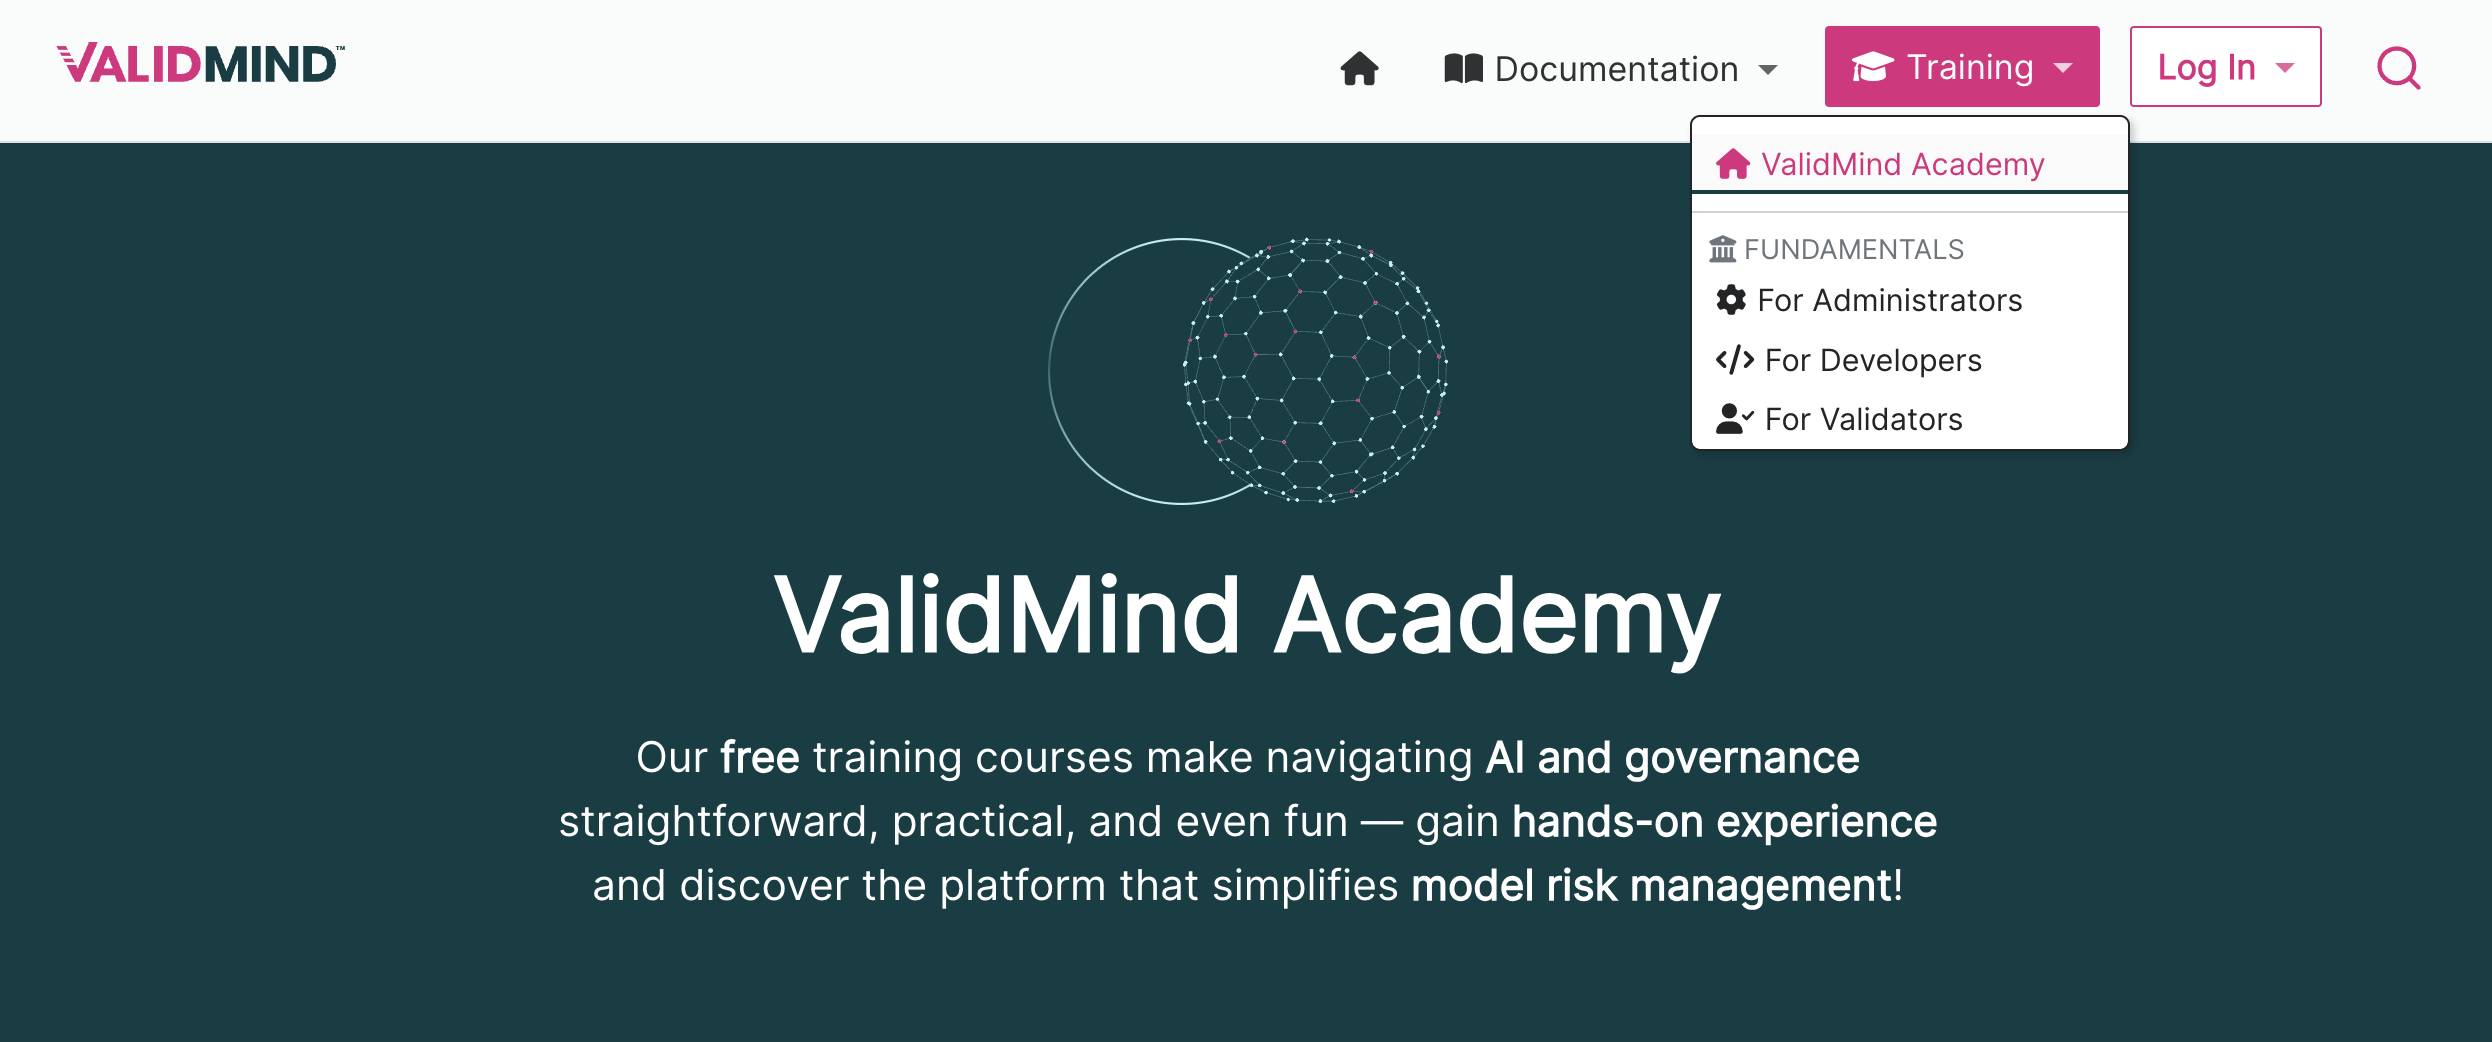 VALIDMIND™
Documentation
Training
Log In
ValidMind Academy
FUNDAMENTALS
For Administrators
For Developers
For Validators
ValidMind Academy
Our free training courses make navigating AI and governance
straightforward, practical, and even fun — gain hands-on experience
and discover the platform that simplifies model risk management!